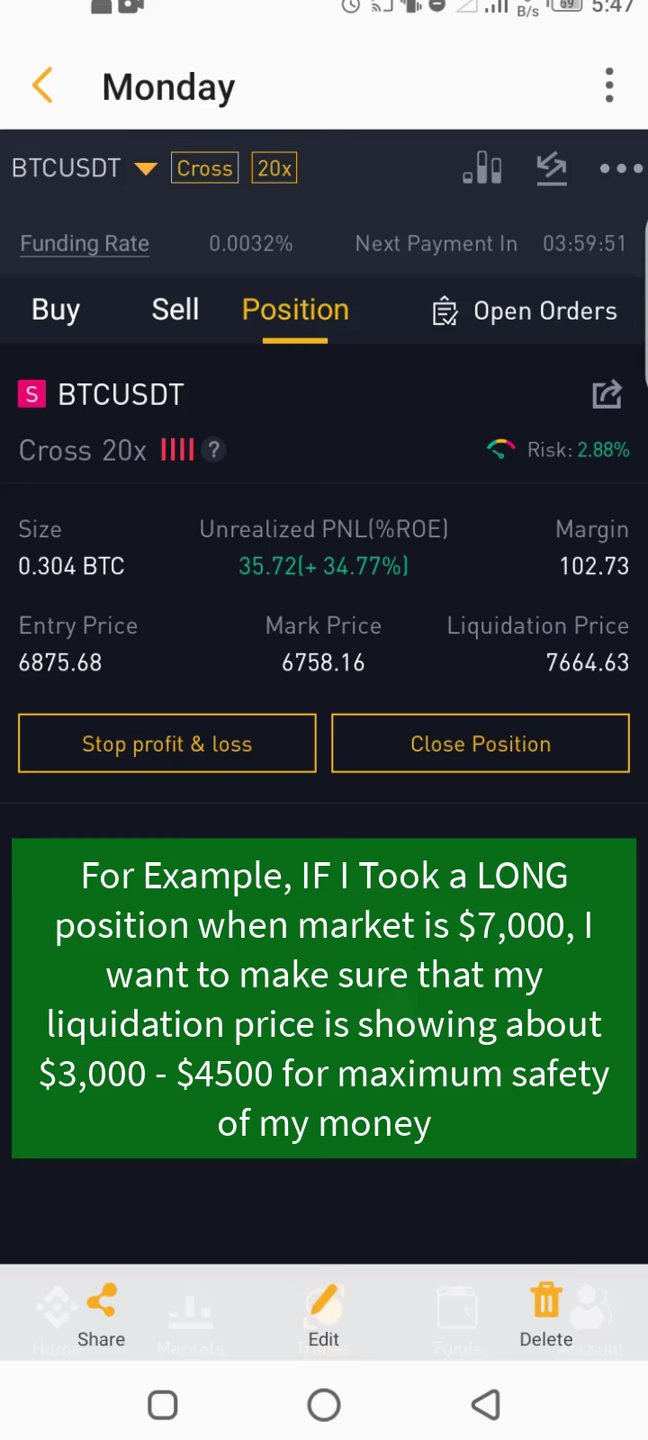 B/s 69 5:47
Monday
BTCUSDT Cross 20x
Funding Rate 0.0032% Next Payment In 03:59:51
Buy Sell Position Open Orders
S BTCUSDT
Cross 20x ? Risk: 2.88%
Size Unrealized PNL(%ROE) Margin
0.304 BTC 35.72(+ 34.77%) 102.73
Entry Price Mark Price Liquidation Price
6875.68 6758.16 7664.63
Stop profit & loss Close Position
For Example, IF I Took a LONG
position when market is $7,000, I
want to make sure that my
liquidation price is showing about
$3,000 - $4500 for maximum safety
of my money
Share Edit Delete